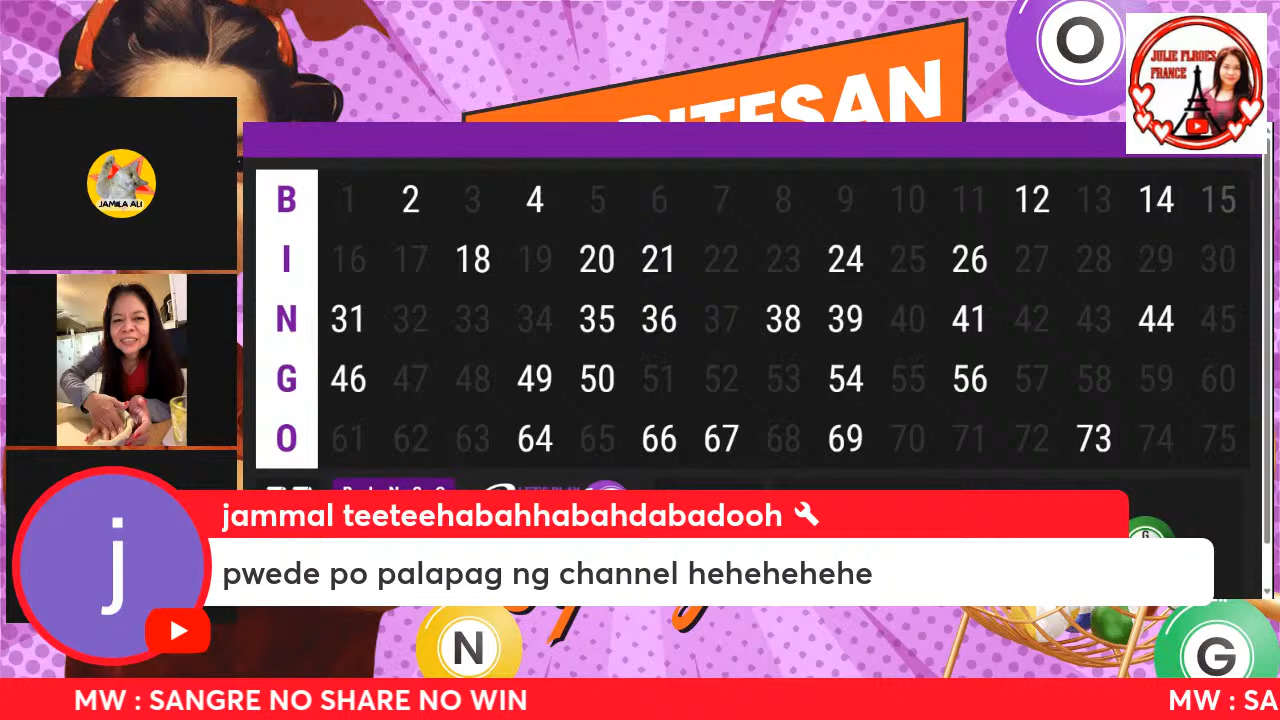 O
JULIE FLROES
FRANCE
JAMILA ALI
B 1 2 3 4 5 6 7 8 9 10 11 12 13 14 15
I 16 17 18 19 20 21 22 23 24 25 26 27 28 29 30
N 31 32 33 34 35 36 37 38 39 40 41 42 43 44 45
G 46 47 48 49 50 51 52 53 54 55 56 57 58 59 60
O 61 62 63 64 65 66 67 68 69 70 71 72 73 74 75
LET'S PLAY
G
jammal teeteehabahhabahdabadooh
j
pwede po palapag ng channel hehehehehe
N
G
MW : SANGRE NO SHARE NO WIN
MW : SA